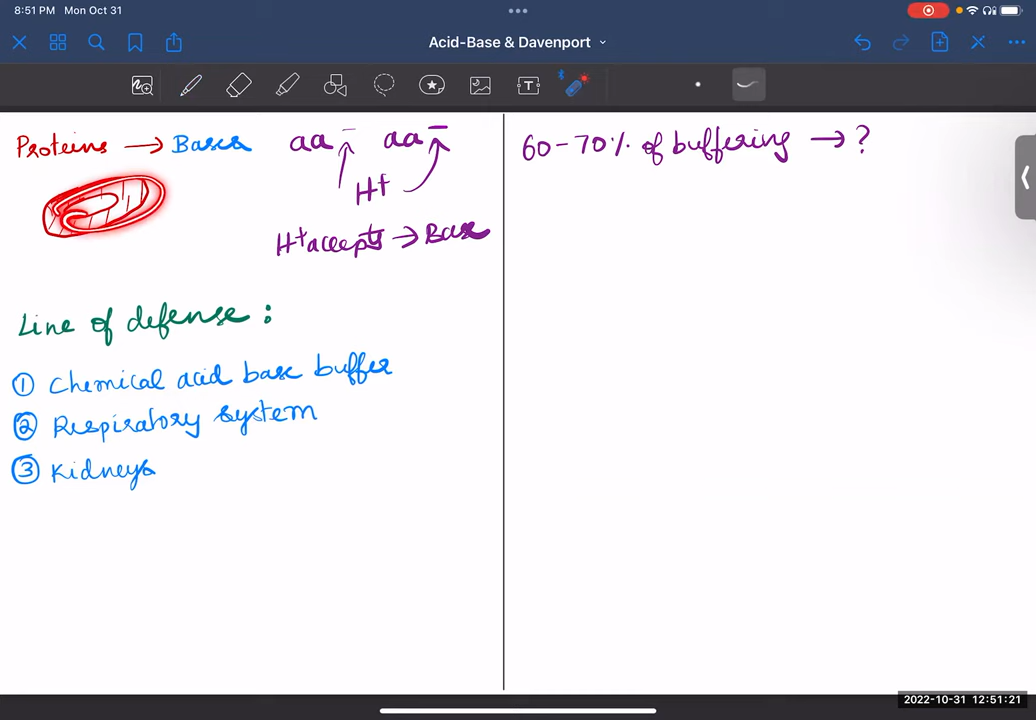 8:51 PM Mon Oct 31
Acid-Base & Davenport
Proteins → Bases
aa⁻ aa⁻
H+
H+ accepts → Base
60-70% of buffering → ?
Line of defense :
① Chemical acid base buffer
② Respiratory system
③ Kidneys
2022-10-31 12:51:21